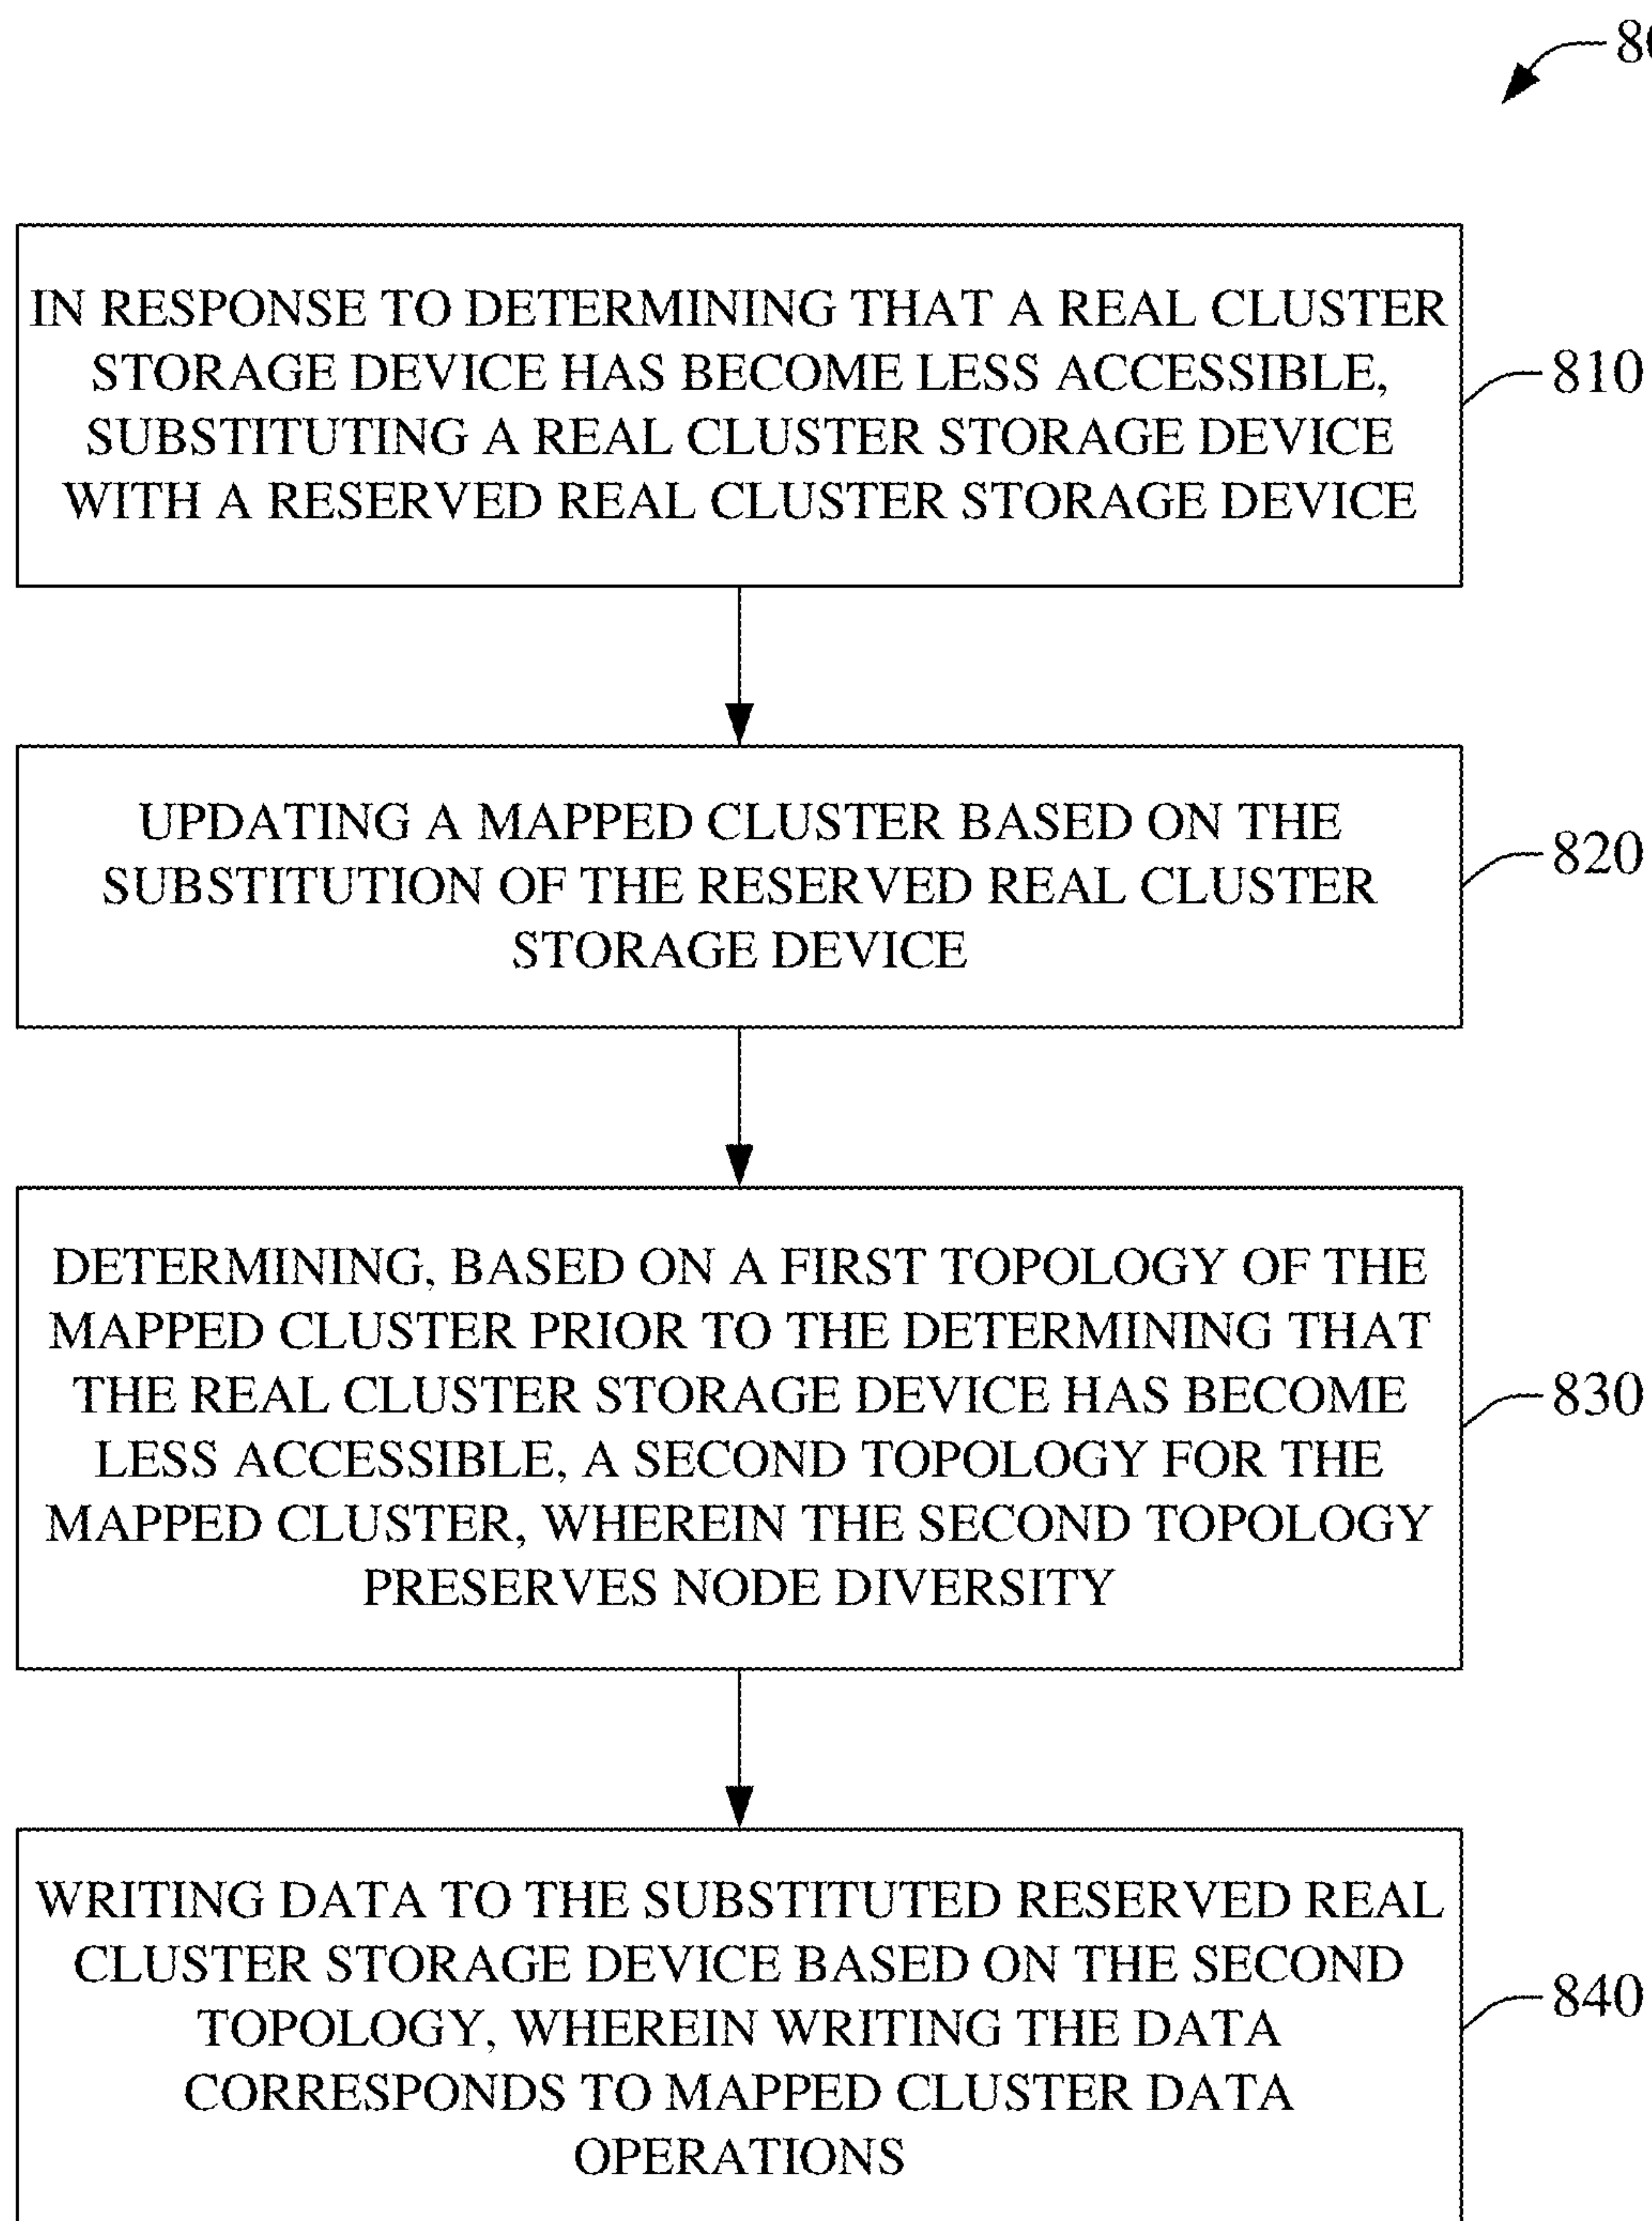 IN RESPONSE TO DETERMINING THAT A REAL CLUSTER
STORAGE DEVICE HAS BECOME LESS ACCESSIBLE,
SUBSTITUTING A REAL CLUSTER STORAGE DEVICE
WITH A RESERVED REAL CLUSTER STORAGE DEVICE
810
UPDATING A MAPPED CLUSTER BASED ON THE
SUBSTITUTION OF THE RESERVED REAL CLUSTER
STORAGE DEVICE
820
DETERMINING, BASED ON A FIRST TOPOLOGY OF THE
MAPPED CLUSTER PRIOR TO THE DETERMINING THAT
THE REAL CLUSTER STORAGE DEVICE HAS BECOME
LESS ACCESSIBLE, A SECOND TOPOLOGY FOR THE
MAPPED CLUSTER, WHEREIN THE SECOND TOPOLOGY
PRESERVES NODE DIVERSITY
830
WRITING DATA TO THE SUBSTITUTED RESERVED REAL
CLUSTER STORAGE DEVICE BASED ON THE SECOND
TOPOLOGY, WHEREIN WRITING THE DATA
CORRESPONDS TO MAPPED CLUSTER DATA
OPERATIONS
840